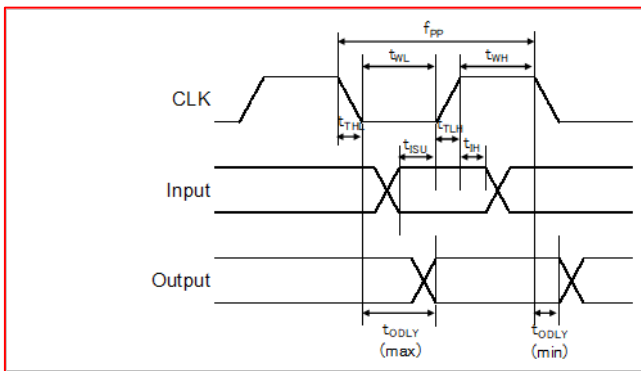 fPP
tWL
tWH
CLK
tTHL
tTLH
tISU
tIH
Input
Output
tODLY
(max)
tODLY
(min)